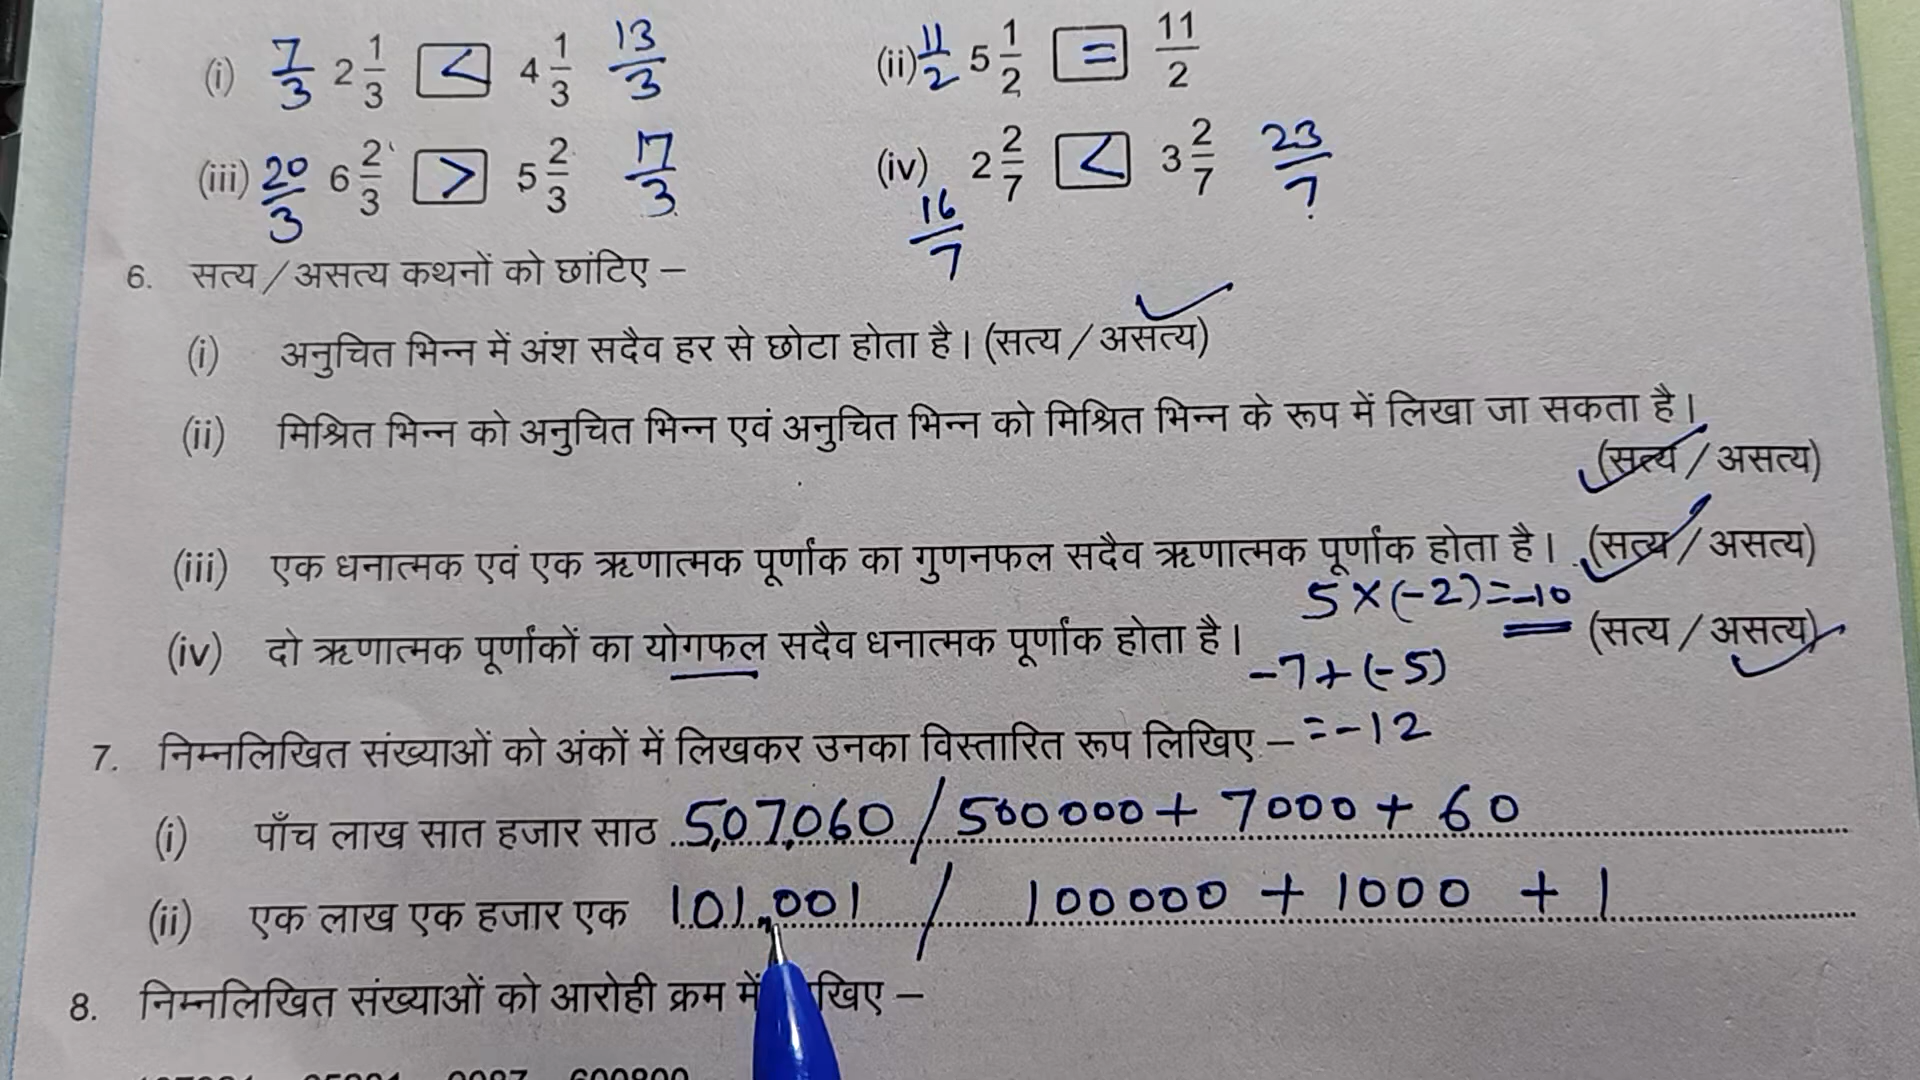 (i) 7/3 2 1/3 < 4 1/3 13/3 (ii) 11/2 5 1/2 = 11/2
(iii) 20/3 6 2/3 > 5 2/3 17/3 (iv) 2 2/7 < 3 2/7 23/7
16/7
6. सत्य / असत्य कथनों को छांटिए –
(i) अनुचित भिन्न में अंश सदैव हर से छोटा होता है। (सत्य / असत्य)
(ii) मिश्रित भिन्न को अनुचित भिन्न एवं अनुचित भिन्न को मिश्रित भिन्न के रूप में लिखा जा सकता है।
(सत्य / असत्य)
(iii) एक धनात्मक एवं एक ऋणात्मक पूर्णांक का गुणनफल सदैव ऋणात्मक पूर्णांक होता है। (सत्य / असत्य)
5 × (-2) = -10
(iv) दो ऋणात्मक पूर्णांकों का योगफल सदैव धनात्मक पूर्णांक होता है। (सत्य / असत्य)
-7 + (-5)
= -12
7. निम्नलिखित संख्याओं को अंकों में लिखकर उनका विस्तारित रूप लिखिए –
(i) पाँच लाख सात हजार साठ 5,07,060 / 500000 + 7000 + 60
(ii) एक लाख एक हजार एक 1,01,001 / 100000 + 1000 + 1
8. निम्नलिखित संख्याओं को आरोही क्रम में